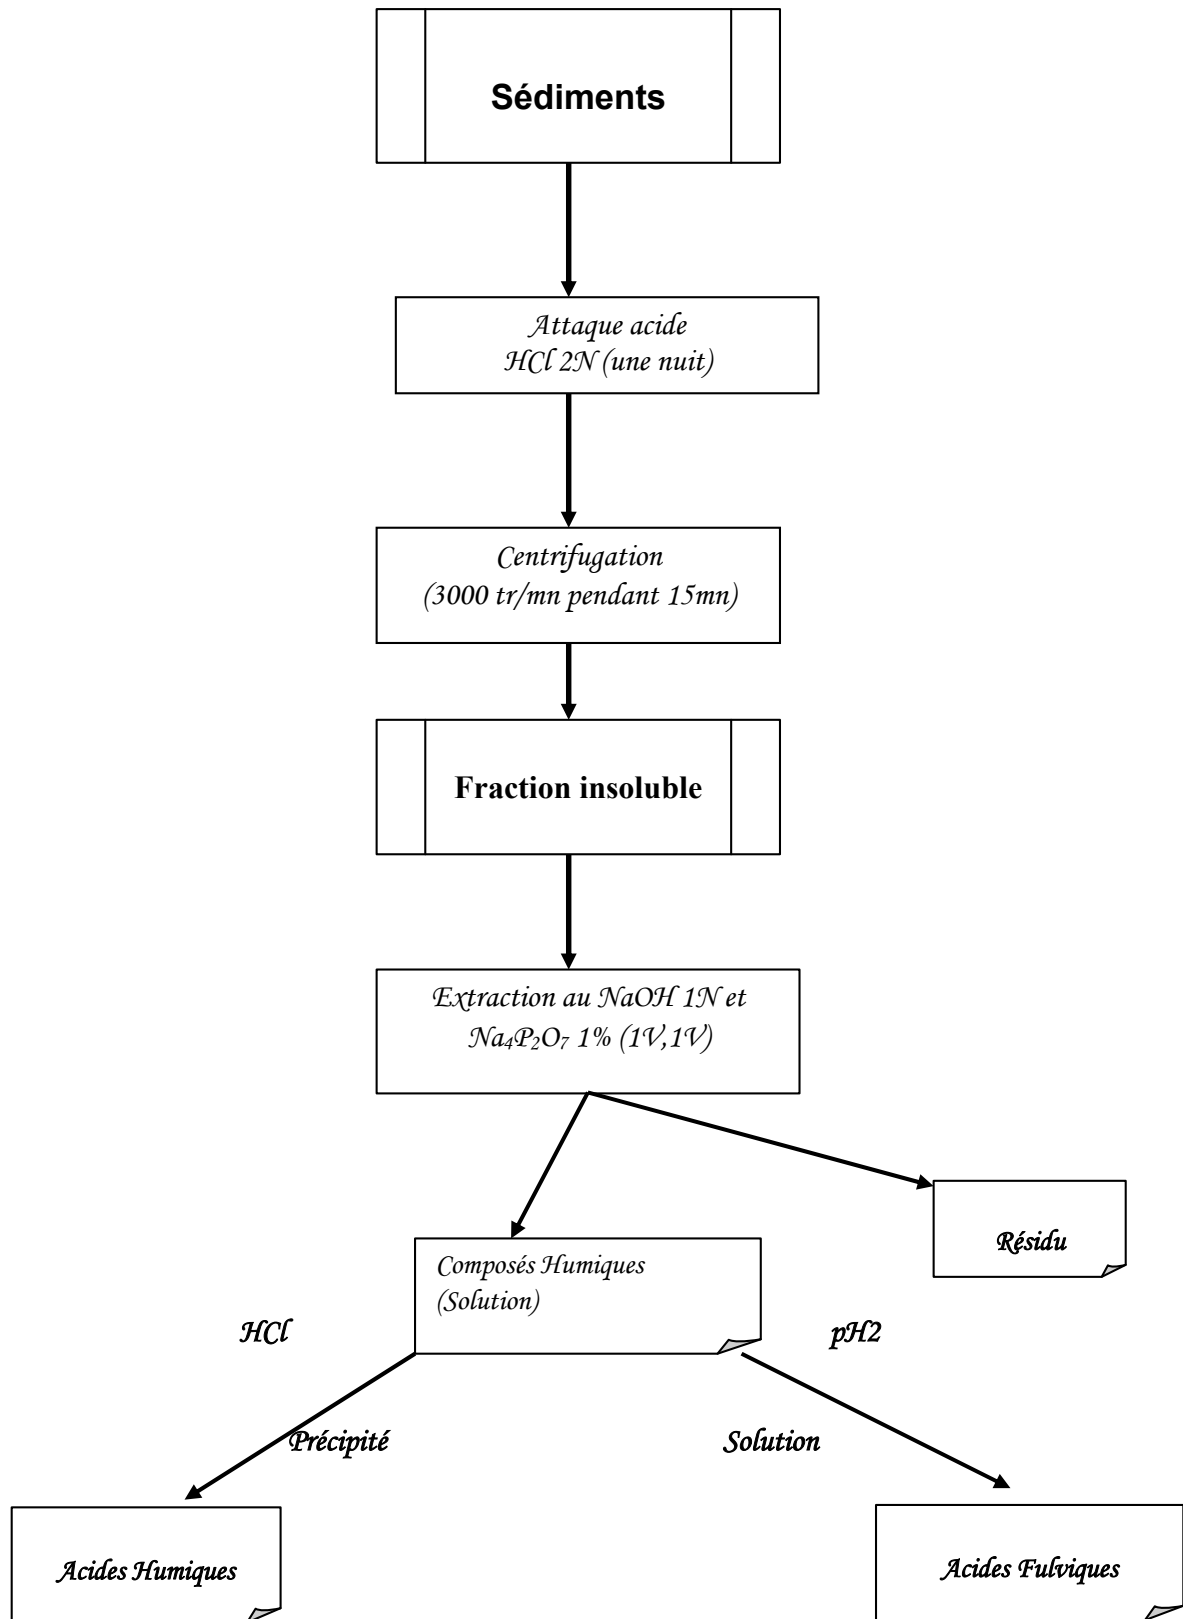 Sédiments
Attaque acide
HCl 2N (une nuit)
Centrifugation
(3000 tr/mn pendant 15mn)
Fraction insoluble
Extraction au NaOH 1N et
Na₄P₂O₇ 1% (1V,1V)
Résidu
Composés Humiques
(Solution)
HCl
pH2
Précipité
Solution
Acides Humiques
Acides Fulviques